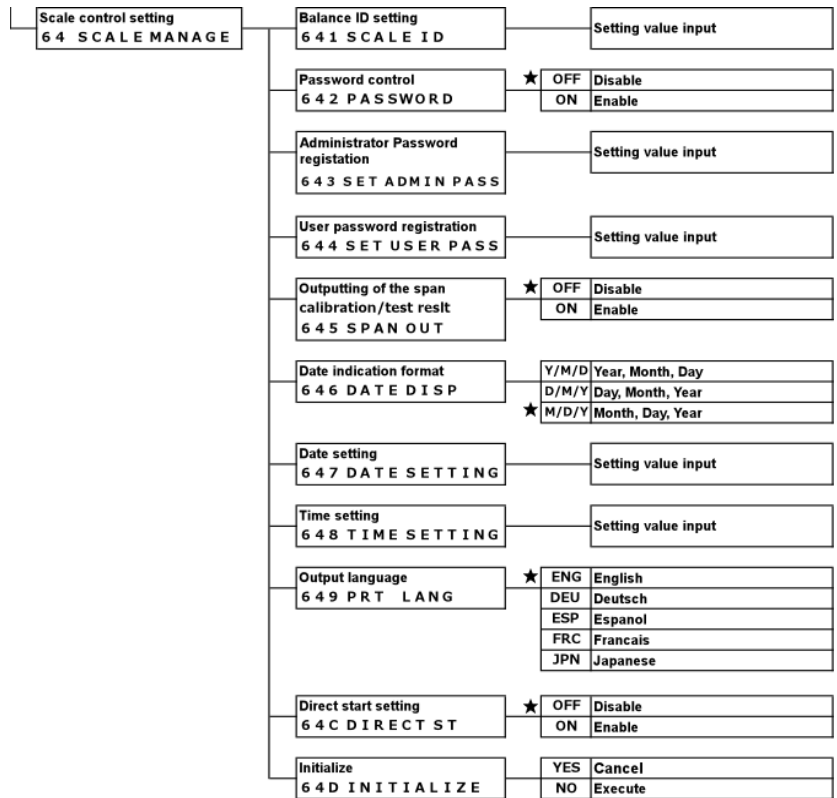 Scale control setting
64 SCALE MANAGE
Balance ID setting
641 SCALE ID
Setting value input
Password control
642 PASSWORD
★ OFF Disable
ON Enable
Administrator Password
registation
643 SET ADMIN PASS
Setting value input
User password registration
644 SET USER PASS
Setting value input
Outputting of the span
calibration/test reslt
645 SPAN OUT
★ OFF Disable
ON Enable
Date indication format
646 DATE DISP
Y/M/D Year, Month, Day
D/M/Y Day, Month, Year
★ M/D/Y Month, Day, Year
Date setting
647 DATE SETTING
Setting value input
Time setting
648 TIME SETTING
Setting value input
Output language
649 PRT LANG
★ ENG English
DEU Deutsch
ESP Espanol
FRC Francais
JPN Japanese
Direct start setting
64C DIRECT ST
★ OFF Disable
ON Enable
Initialize
64D INITIALIZE
YES Cancel
NO Execute